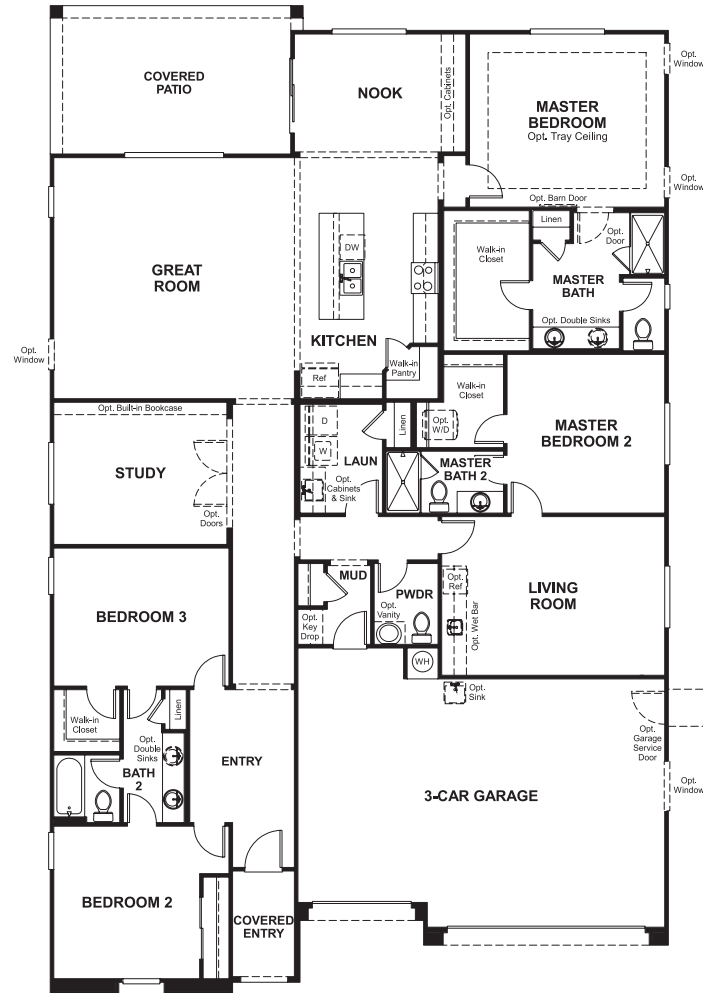 COVERED
PATIO
NOOK
Opt. Cabinets
MASTER
BEDROOM
Opt. Tray Ceiling
Opt.
Window
Opt.
Window
Opt. Barn Door
Linen
Opt.
Door
Walk-in
Closet
MASTER
BATH
Opt. Double Sinks
GREAT
ROOM
DW
KITCHEN
Opt.
Window
Ref
Walk-in
Pantry
Walk-in
Closet
Opt. Built-in Bookcase
D
W
LAUN
Linen
Opt.
W/D
MASTER
BEDROOM 2
STUDY
Opt.
Doors
Opt.
Cabinets
& Sink
MASTER
BATH 2
BEDROOM 3
MUD
Opt.
Key
Drop
PWDR
Opt.
Vanity
Opt.
Ref
Opt. Wet Bar
LIVING
ROOM
WH
Opt.
Sink
Walk-in
Closet
Linen
Opt.
Double
Sinks
BATH
2
ENTRY
Opt.
Garage
Service
Door
Opt.
Window
3-CAR GARAGE
BEDROOM 2
COVERED
ENTRY